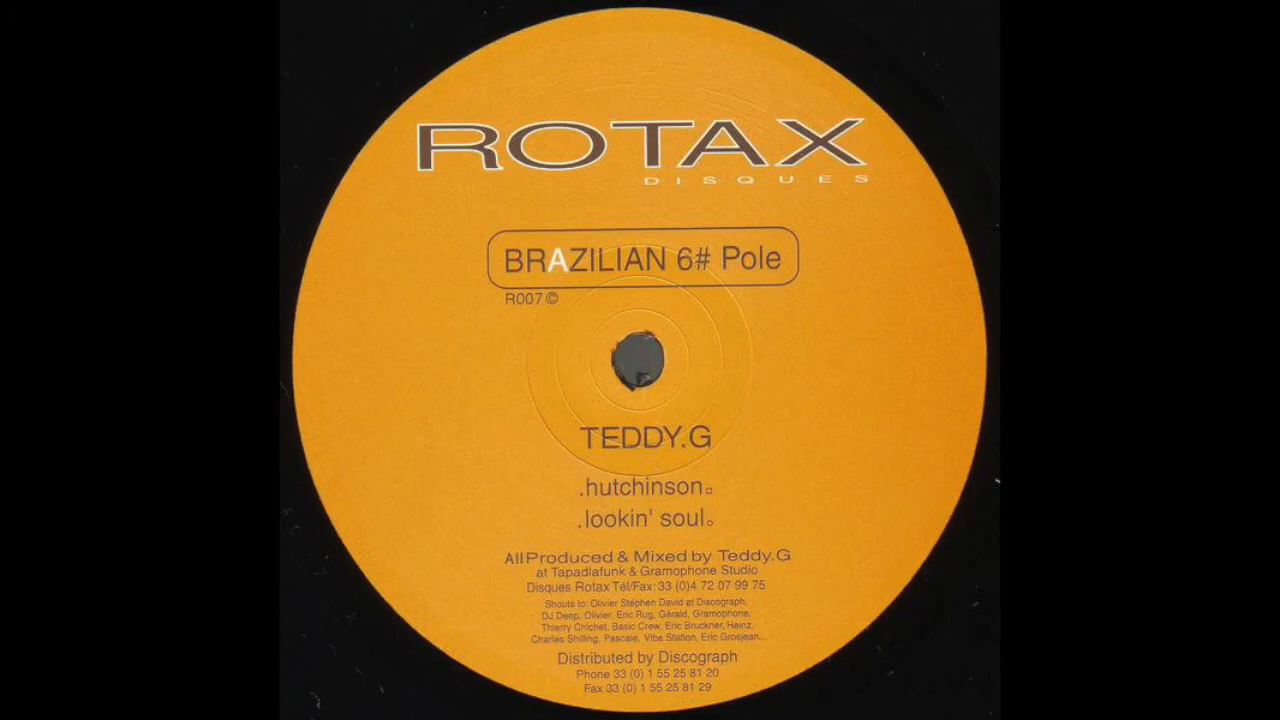 ROTAX
DISQUES
BRAZILIAN 6# Pole
R007 ©
TEDDY.G
.hutchinson▫
.lookin' soul∘
All Produced & Mixed by Teddy.G
at Tapadlafunk & Gramophone Studio
Disques Rotax Tél/Fax: 33 (0)4 72 07 99 75
Shouts to: Olivier Stéphen David at Discograph,
DJ Deep, Olivier, Eric Rug, Gérald, Gramophone,
Thierry Chichet, Basic Crew, Eric Bruckner, Heinz,
Charles Shilling, Pascale, Vibe Station, Eric Grosjean...
Distributed by Discograph
Phone 33 (0) 1 55 25 81 20
Fax 33 (0) 1 55 25 81 29